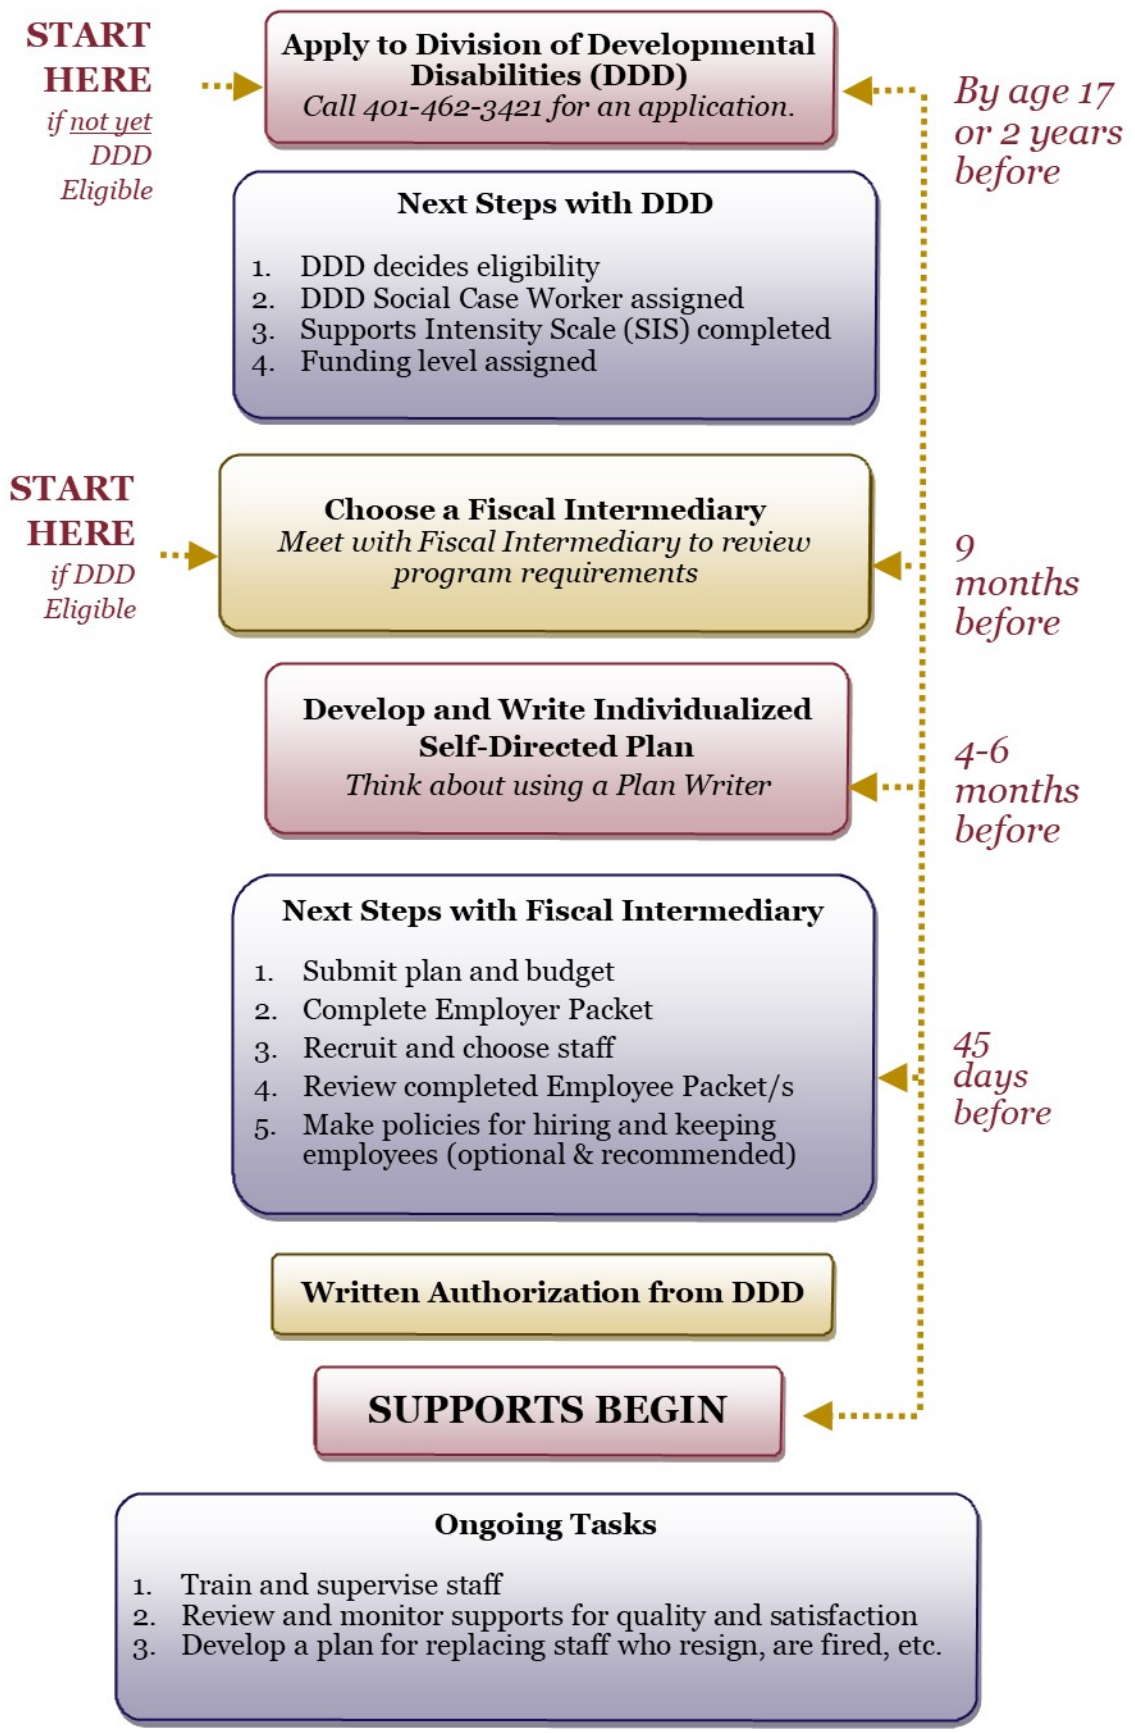 START
HERE
if not yet
DDD
Eligible
Apply to Division of Developmental
Disabilities (DDD)
Call 401-462-3421 for an application.
By age 17
or 2 years
before
Next Steps with DDD
1. DDD decides eligibility
2. DDD Social Case Worker assigned
3. Supports Intensity Scale (SIS) completed
4. Funding level assigned
START
HERE
if DDD
Eligible
Choose a Fiscal Intermediary
Meet with Fiscal Intermediary to review
program requirements
9
months
before
Develop and Write Individualized
Self-Directed Plan
Think about using a Plan Writer
4-6
months
before
Next Steps with Fiscal Intermediary
1. Submit plan and budget
2. Complete Employer Packet
3. Recruit and choose staff
4. Review completed Employee Packet/s
5. Make policies for hiring and keeping
employees (optional & recommended)
45
days
before
Written Authorization from DDD
SUPPORTS BEGIN
Ongoing Tasks
1. Train and supervise staff
2. Review and monitor supports for quality and satisfaction
3. Develop a plan for replacing staff who resign, are fired, etc.